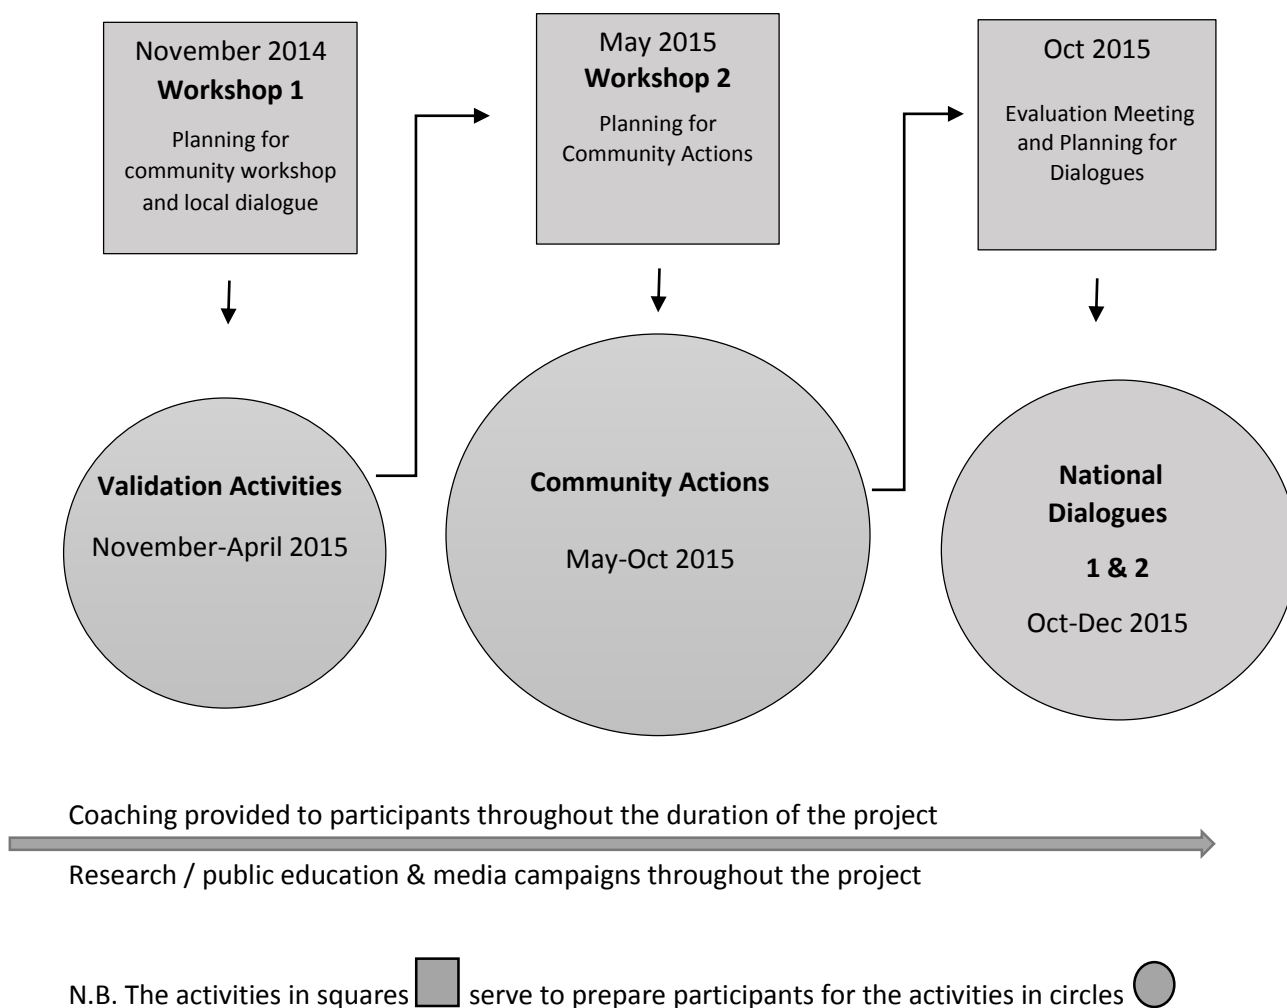 November 2014
Workshop 1
Planning for
community workshop
and local dialogue
May 2015
Workshop 2
Planning for
Community Actions
Oct 2015
Evaluation Meeting
and Planning for
Dialogues
Validation Activities
November-April 2015
Community Actions
May-Oct 2015
National
Dialogues
1 & 2
Oct-Dec 2015
Coaching provided to participants throughout the duration of the project
Research / public education & media campaigns throughout the project
N.B. The activities in squares serve to prepare participants for the activities in circles